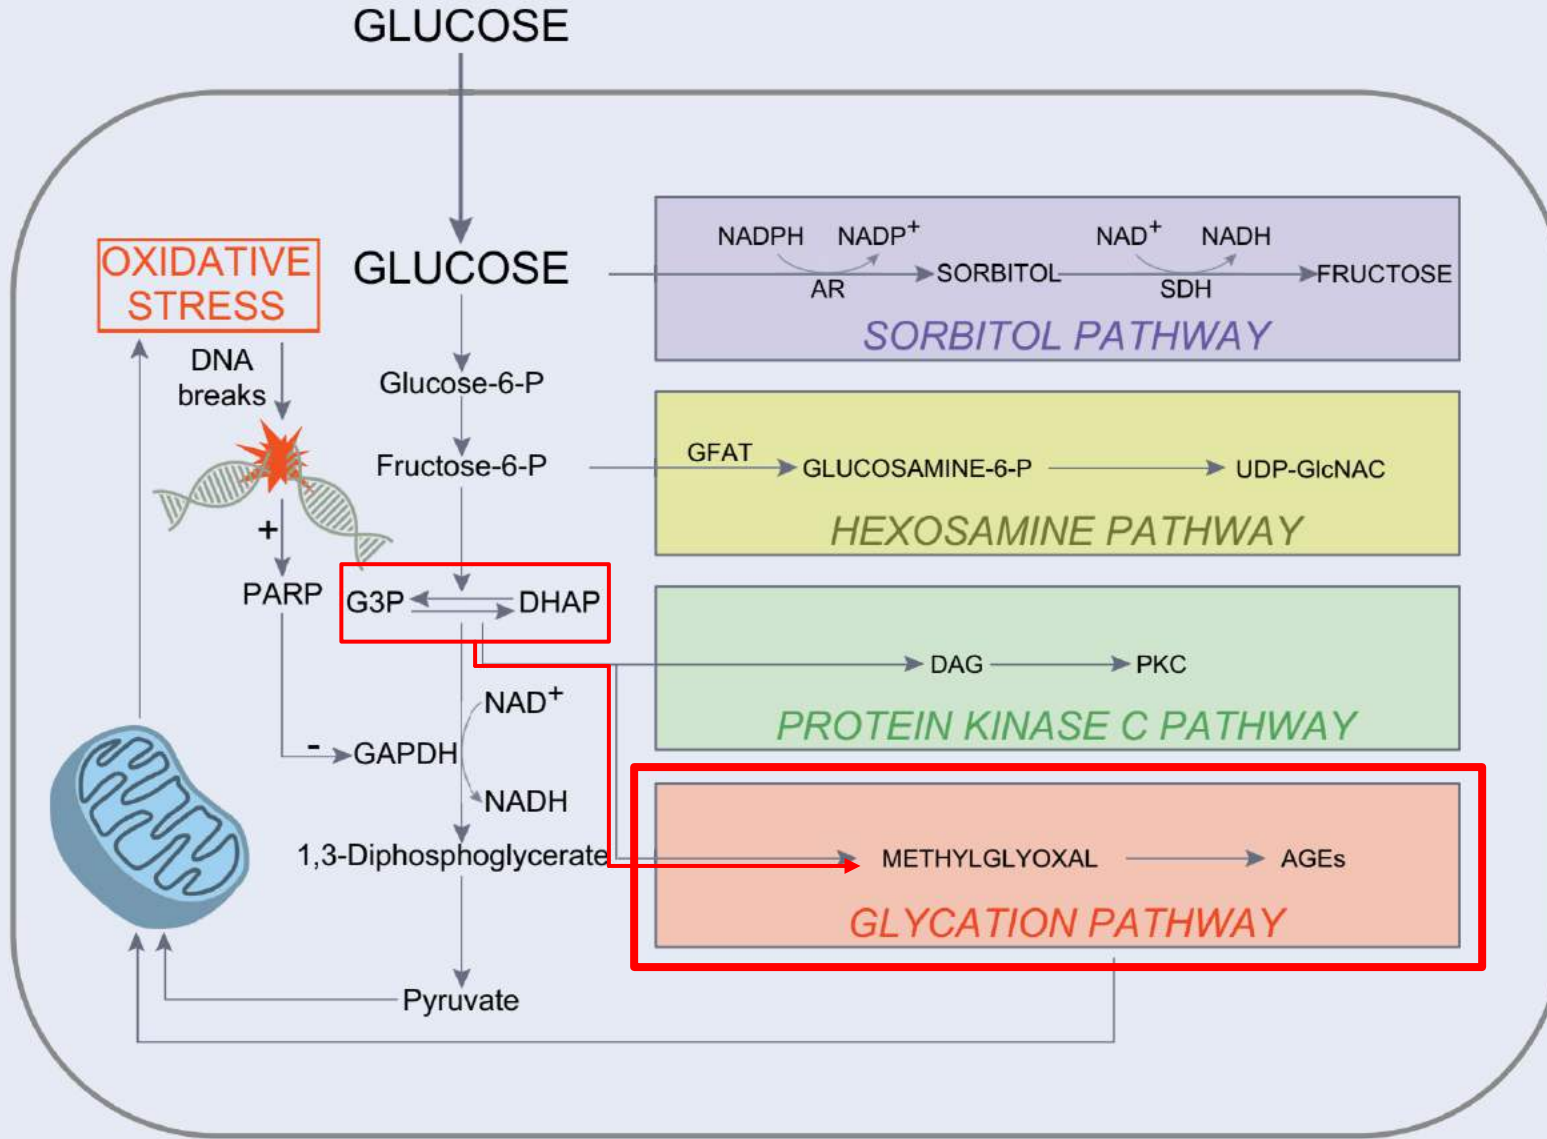 GLUCOSE
OXIDATIVE
STRESS
DNA
breaks
+
PARP
-
GLUCOSE
Glucose-6-P
Fructose-6-P
G3P DHAP
NAD+
GAPDH
NADH
1,3-Diphosphoglycerate
Pyruvate
NADPH NADP+ NAD+ NADH
SORBITOL FRUCTOSE
AR SDH
SORBITOL PATHWAY
GFAT
GLUCOSAMINE-6-P UDP-GlcNAC
HEXOSAMINE PATHWAY
DAG PKC
PROTEIN KINASE C PATHWAY
METHYLGLYOXAL AGEs
GLYCATION PATHWAY